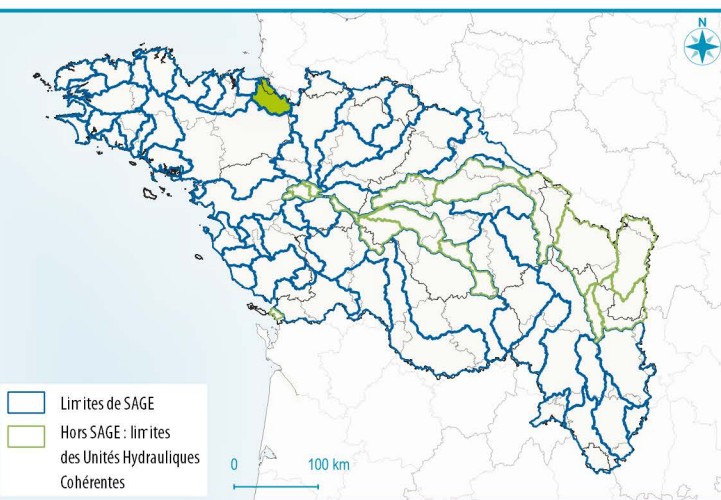 N
Limites de SAGE
Hors SAGE : limites
des Unités Hydrauliques
Cohérentes
0 100 km